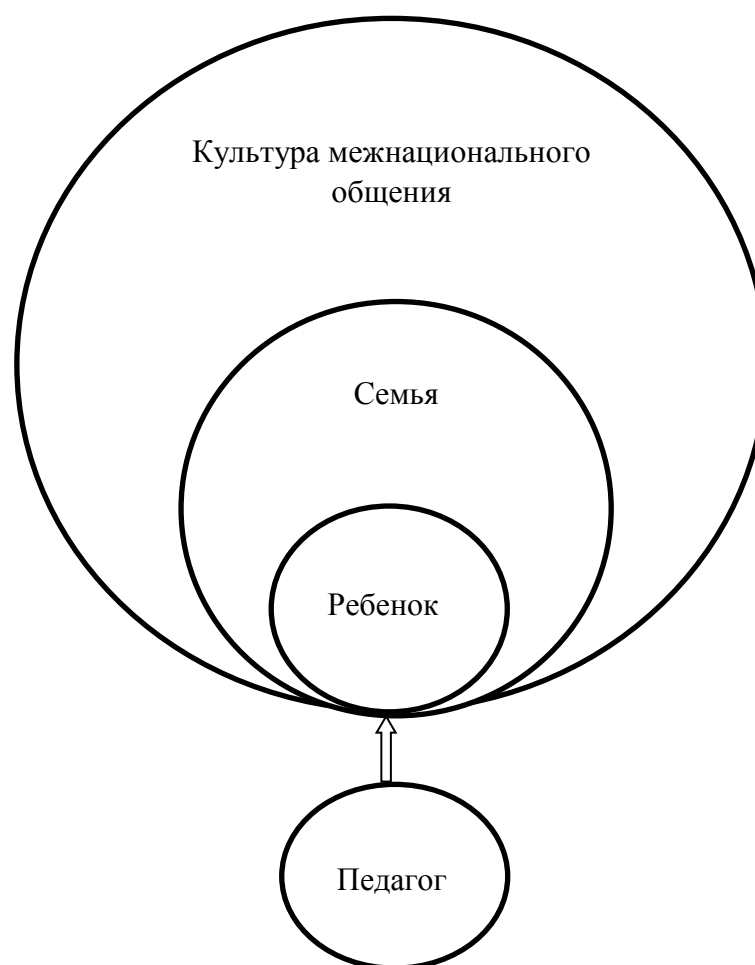 Культура межнационального
общения
Семья
Ребенок
Педагог